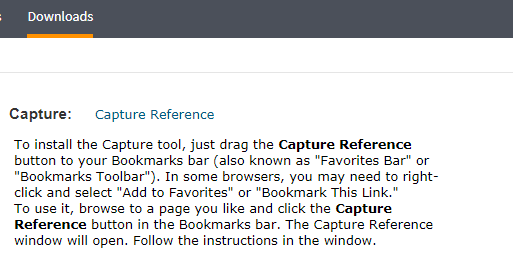 Downloads
Capture: Capture Reference
To install the Capture tool, just drag the Capture Reference
button to your Bookmarks bar (also known as "Favorites Bar" or
"Bookmarks Toolbar"). In some browsers, you may need to right-
click and select "Add to Favorites" or "Bookmark This Link."
To use it, browse to a page you like and click the Capture
Reference button in the Bookmarks bar. The Capture Reference
window will open. Follow the instructions in the window.